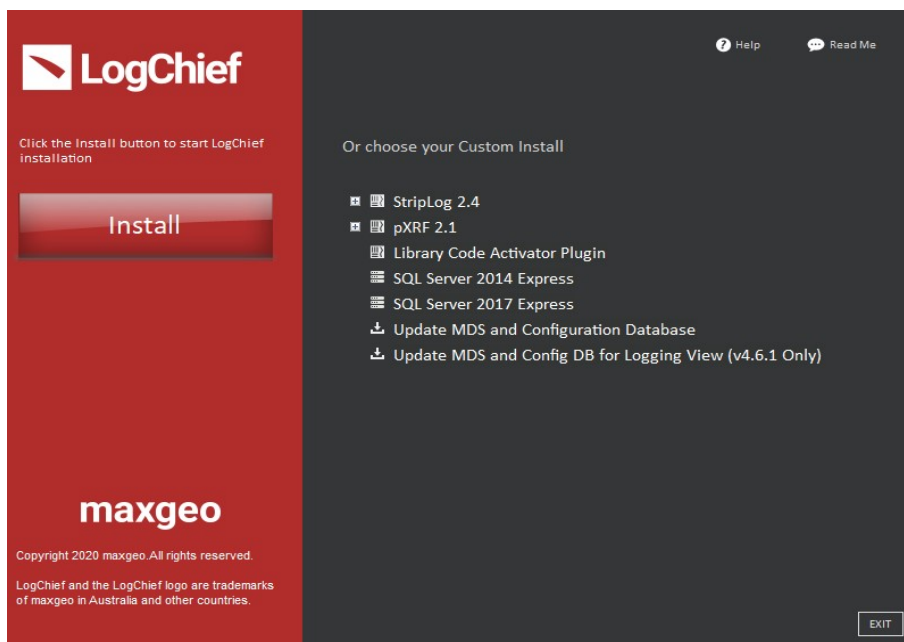 LogChief
Help
Read Me
Click the Install button to start LogChief
installation
Install
Or choose your Custom Install
StripLog 2.4
pXRF 2.1
Library Code Activator Plugin
SQL Server 2014 Express
SQL Server 2017 Express
Update MDS and Configuration Database
Update MDS and Config DB for Logging View (v4.6.1 Only)
maxgeo
Copyright 2020 maxgeo.All rights reserved.
LogChief and the LogChief logo are trademarks
of maxgeo in Australia and other countries.
EXIT